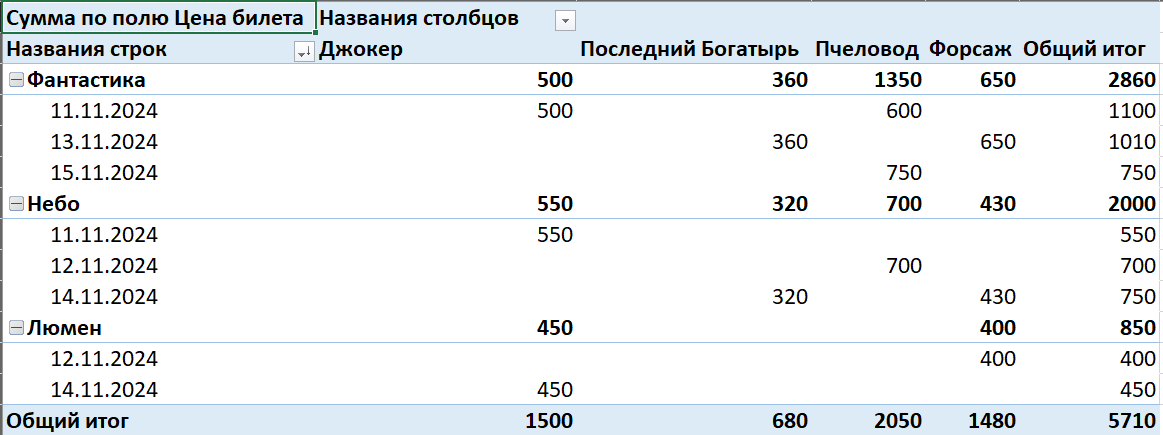 Сумма по полю Цена билета Названия столбцов
Названия строк Джокер Последний Богатырь Пчеловод Форсаж Общий итог
Фантастика 500 360 1350 650 2860
11.11.2024 500 600 1100
13.11.2024 360 650 1010
15.11.2024 750 750
Небо 550 320 700 430 2000
11.11.2024 550 550
12.11.2024 700 700
14.11.2024 320 430 750
Люмен 450 400 850
12.11.2024 400 400
14.11.2024 450 450
Общий итог 1500 680 2050 1480 5710